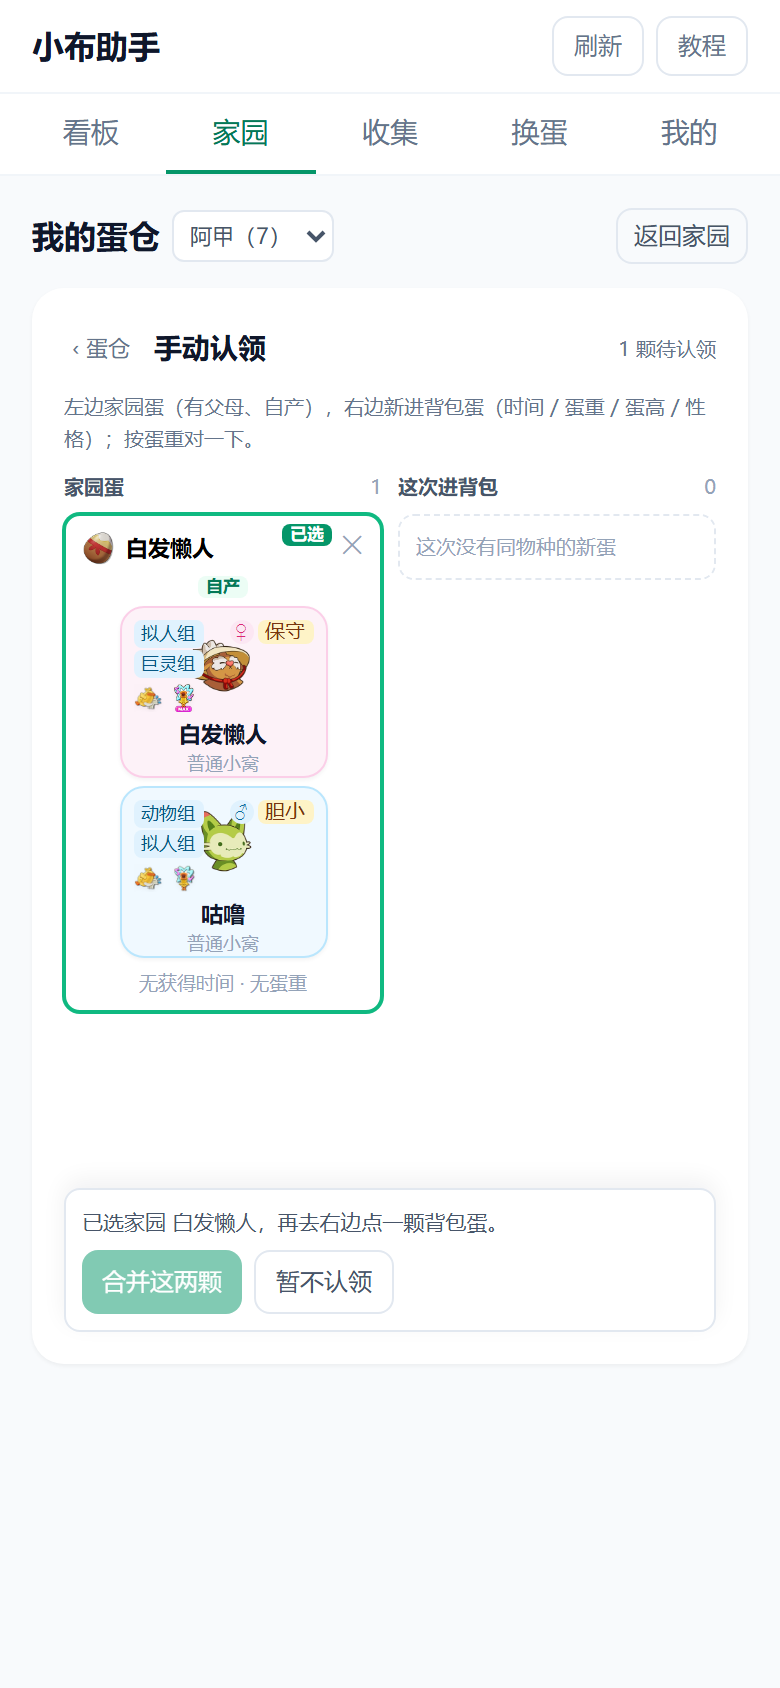 小布助手
刷新
教程
看板
家园
收集
换蛋
我的
我的蛋仓
阿甲（7）
返回家园
‹ 蛋仓
手动认领
1 颗待认领
左边家园蛋（有父母、自产），右边新进背包蛋（时间 / 蛋重 / 蛋高 / 性
格）；按蛋重对一下。
家园蛋
1
这次进背包
0
白发懒人
已选
这次没有同物种的新蛋
自产
拟人组
♀
保守
巨灵组
MAX
白发懒人
普通小窝
动物组
♂
胆小
拟人组
咕噜
普通小窝
无获得时间 · 无蛋重
已选家园 白发懒人，再去右边点一颗背包蛋。
合并这两颗
暂不认领